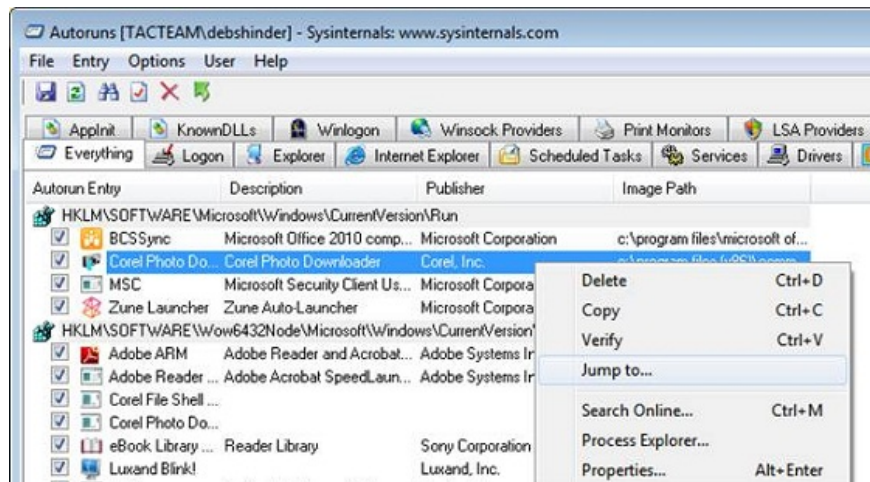 Autoruns [TACTEAM\debshinder] - Sysinternals: www.sysinternals.com
File Entry Options User Help
AppInit KnownDLLs Winlogon Winsock Providers Print Monitors LSA Providers
Everything Logon Explorer Internet Explorer Scheduled Tasks Services Drivers
Autorun Entry Description Publisher Image Path
HKLM\SOFTWARE\Microsoft\Windows\CurrentVersion\Run
BCSSync Microsoft Office 2010 comp... Microsoft Corporation c:\program files\microsoft of...
Corel Photo Do... Corel Photo Downloader Corel, Inc.
MSC Microsoft Security Client Us... Microsoft Corpora
Zune Launcher Zune Auto-Launcher Microsoft Corpora
HKLM\SOFTWARE\Wow6432Node\Microsoft\Windows\CurrentVersion\
Adobe ARM Adobe Reader and Acrobat... Adobe Systems In
Adobe Reader ... Adobe Acrobat SpeedLaun... Adobe Systems In
Corel File Shell ...
Corel Photo Do...
eBook Library ... Reader Library Sony Corporation
Luxand Blink! Luxand, Inc.
Delete Ctrl+D
Copy Ctrl+C
Verify Ctrl+V
Jump to...
Search Online... Ctrl+M
Process Explorer...
Properties... Alt+Enter